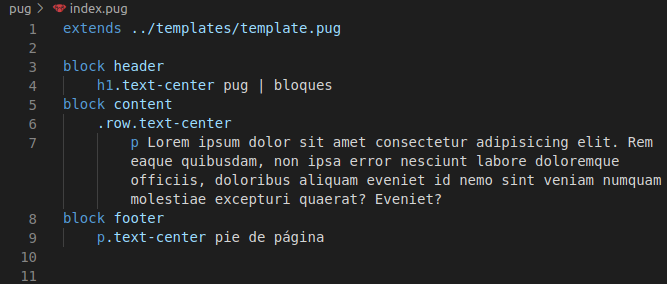 pug > index.pug
1 extends ../templates/template.pug
2
3 block header
4 h1.text-center pug | bloques
5 block content
6 .row.text-center
7 p Lorem ipsum dolor sit amet consectetur adipisicing elit. Rem
eaque quibusdam, non ipsa error nesciunt labore doloremque
officiis, doloribus aliquam eveniet id nemo sint veniam numquam
molestiae excepturi quaerat? Eveniet?
8 block footer
9 p.text-center pie de página
10
11